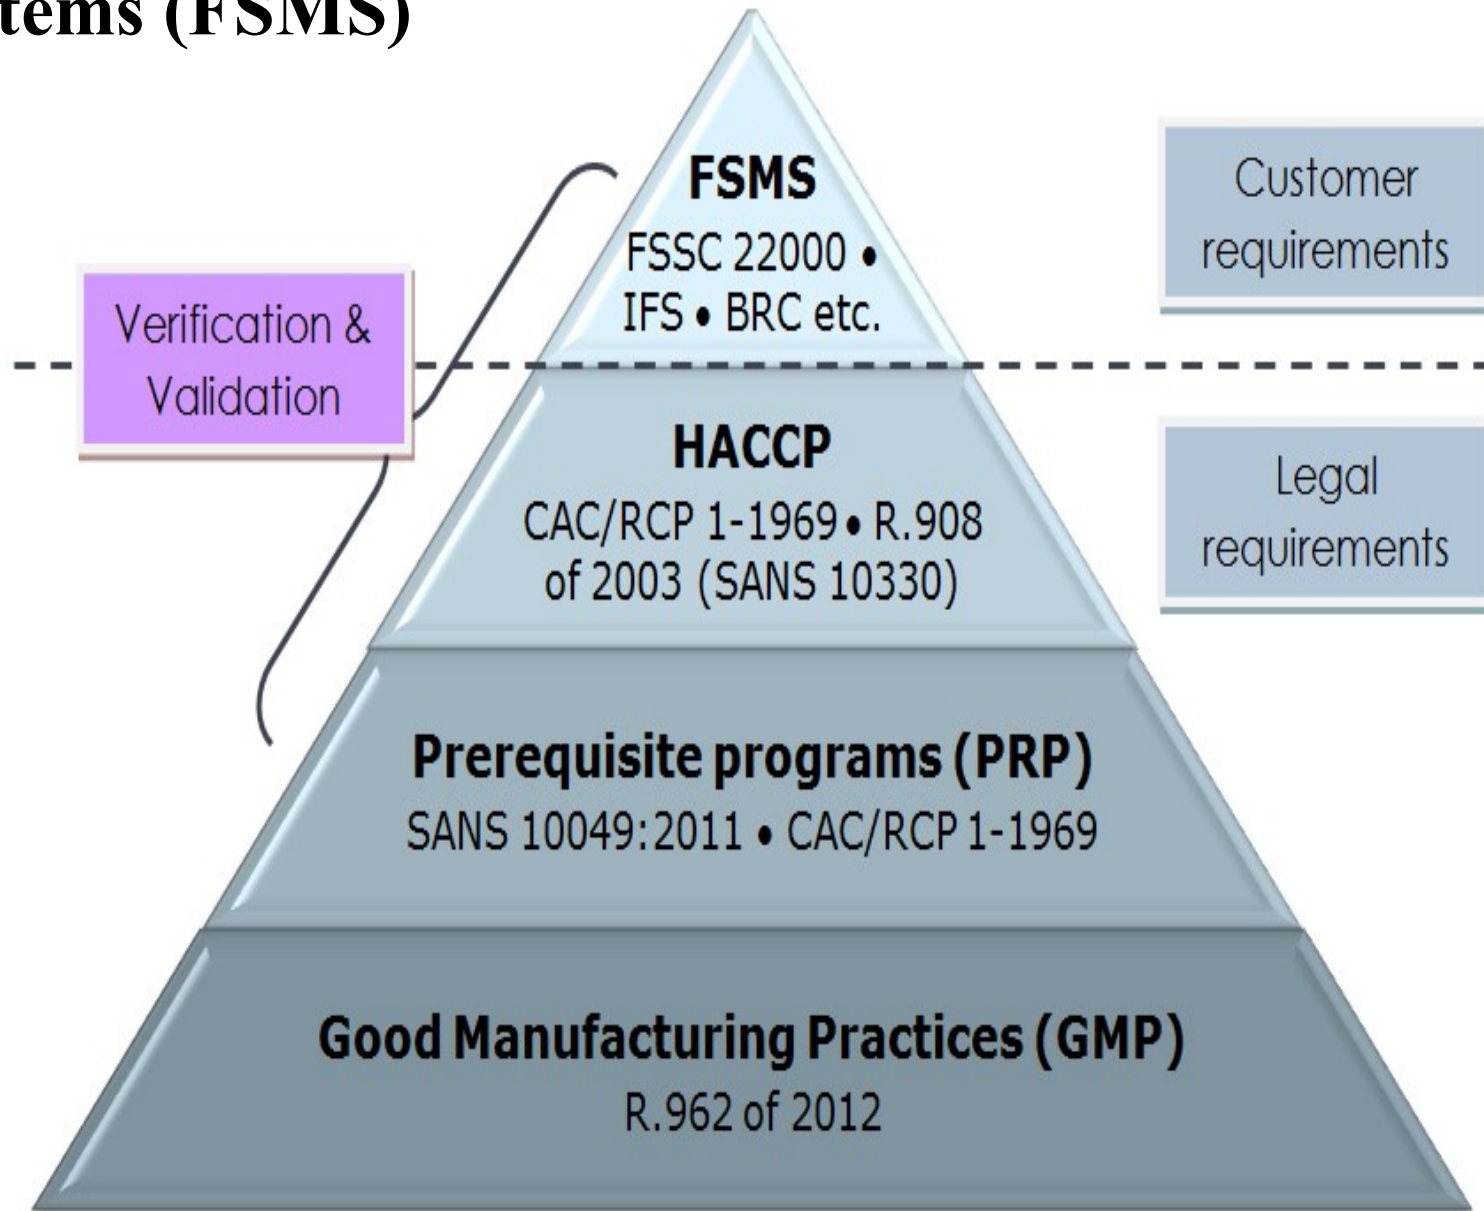 tems (FSMS)
FSMS
FSSC 22000 •
IFS • BRC etc.
Customer
requirements
Verification &
Validation
HACCP
CAC/RCP 1-1969 • R.908
of 2003 (SANS 10330)
Legal
requirements
Prerequisite programs (PRP)
SANS 10049:2011 • CAC/RCP 1-1969
Good Manufacturing Practices (GMP)
R.962 of 2012